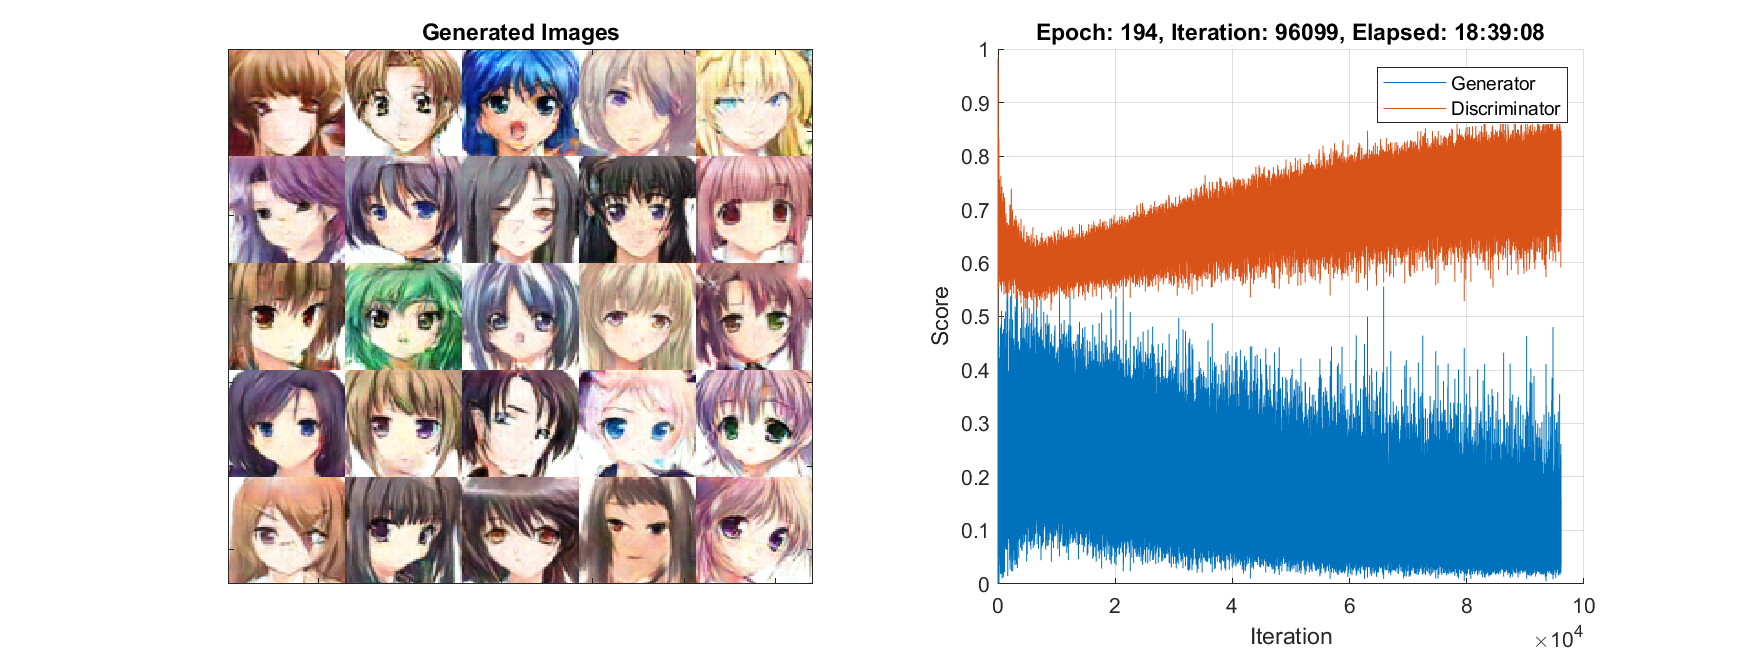 Generated Images
Epoch: 194, Iteration: 96099, Elapsed: 18:39:08
Generator
Discriminator
1
0.9
0.8
0.7
0.6
0.5
0.4
0.3
0.2
0.1
0
Score
0 2 4 6 8 10
Iteration
×10⁴